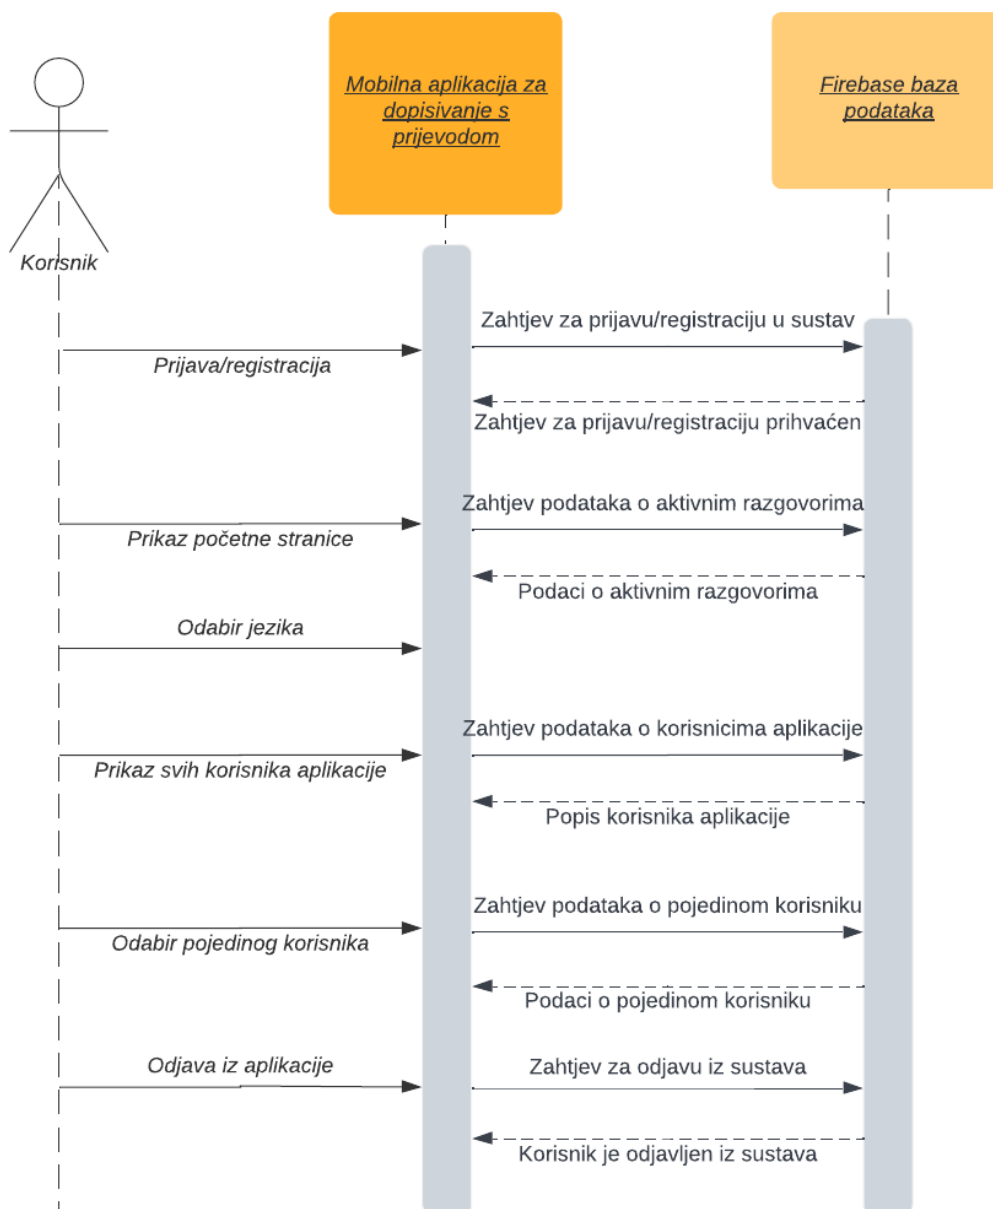 Mobilna aplikacija za
dopisivanje s
prijevodom
Firebase baza
podataka
Korisnik
Zahtjev za prijavu/registraciju u sustav
Prijava/registracija
Zahtjev za prijavu/registraciju prihvaćen
Zahtjev podataka o aktivnim razgovorima
Prikaz početne stranice
Podaci o aktivnim razgovorima
Odabir jezika
Zahtjev podataka o korisnicima aplikacije
Prikaz svih korisnika aplikacije
Popis korisnika aplikacije
Zahtjev podataka o pojedinom korisniku
Odabir pojedinog korisnika
Podaci o pojedinom korisniku
Odjava iz aplikacije
Zahtjev za odjavu iz sustava
Korisnik je odjavljen iz sustava